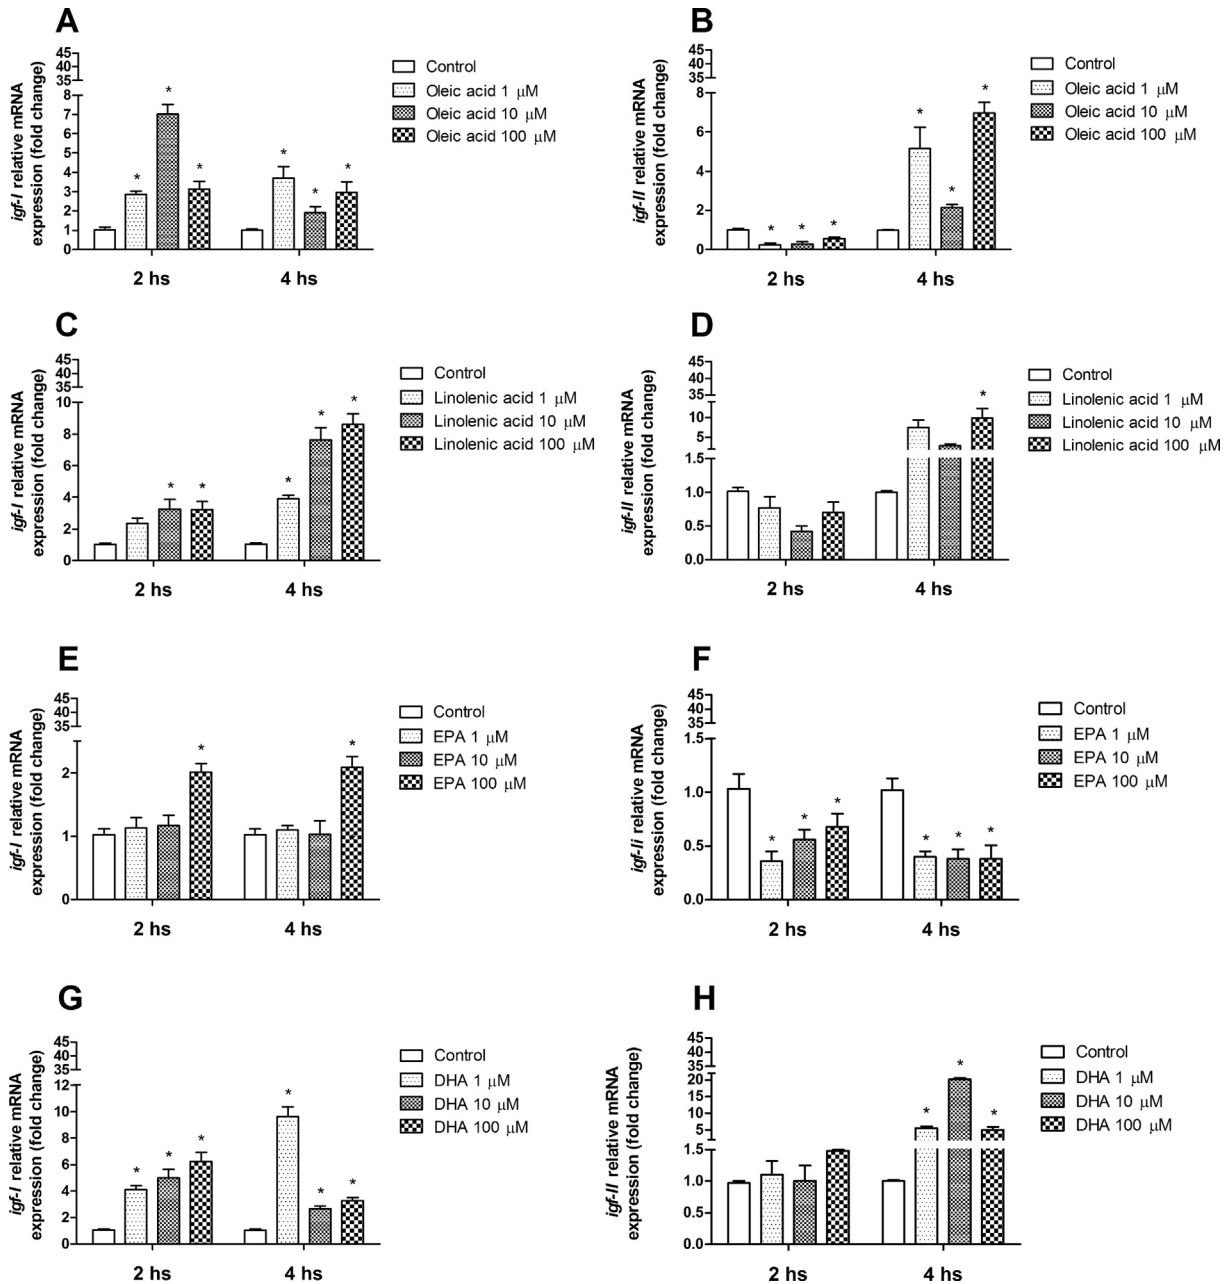 A
igf-I relative mRNA
expression (fold change)
45
40
35
8
7
6
5
4
3
2
1
0
* * * * * *
2 hs 4 hs
Control
Oleic acid 1 μM
Oleic acid 10 μM
Oleic acid 100 μM
B
igf-II relative mRNA
expression (fold change)
45
40
35
8
6
4
2
0
* * * * * *
2 hs 4 hs
Control
Oleic acid 1 μM
Oleic acid 10 μM
Oleic acid 100 μM
C
igf-I relative mRNA
expression (fold change)
45
40
35
10
8
6
4
2
0
* * * * *
2 hs 4 hs
Control
Linolenic acid 1 μM
Linolenic acid 10 μM
Linolenic acid 100 μM
D
igf-II relative mRNA
expression (fold change)
45
40
35
10
5
1.5
1.0
0.5
0.0
*
2 hs 4 hs
Control
Linolenic acid 1 μM
Linolenic acid 10 μM
Linolenic acid 100 μM
E
igf-I relative mRNA
expression (fold change)
45
40
35
2
1
0
* *
2 hs 4 hs
Control
EPA 1 μM
EPA 10 μM
EPA 100 μM
F
igf-Ii relative mRNA
expression (fold change)
45
40
35
1.5
1.0
0.5
0.0
* * * * * *
2 hs 4 hs
Control
EPA 1 μM
EPA 10 μM
EPA 100 μM
G
igf-I relative mRNA
expression (fold change)
45
40
35
12
10
8
6
4
2
0
* * * * * *
2 hs 4 hs
Control
DHA 1 μM
DHA 10 μM
DHA 100 μM
H
igf-II relative mRNA
expression (fold change)
45
40
35
20
15
10
5
1.5
1.0
0.5
0.0
* * *
2 hs 4 hs
Control
DHA 1 μM
DHA 10 μM
DHA 100 μM